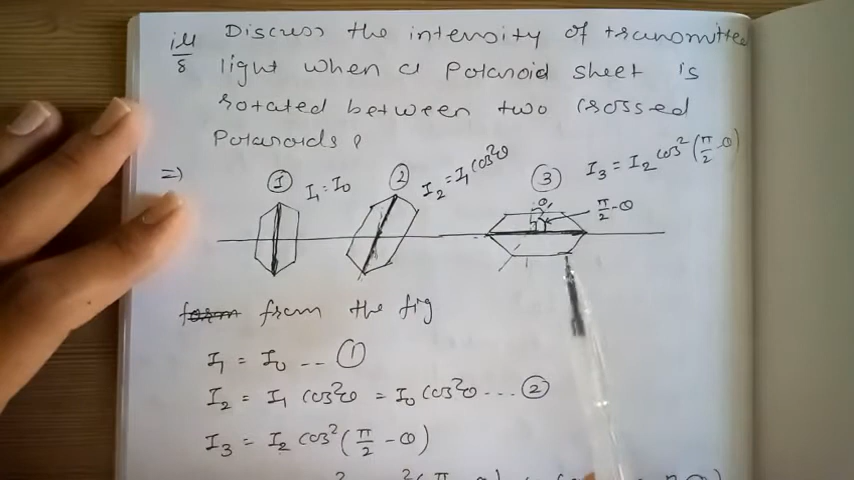 ill/8 Discuss the intensity of transmitted
light when a Polaroid sheet is
rotated between two crossed
Polaroids ?
⇒) ① I₁ = I₀ ② I₂ = I₁ cos²θ ③ I₃ = I₂ cos²(π/2 - θ)
θ π/2 - θ
form from the fig
I₁ = I₀ -- ①
I₂ = I₁ cos²θ = I₀ cos²θ --- ②
I₃ = I₂ cos²(π/2 - θ)